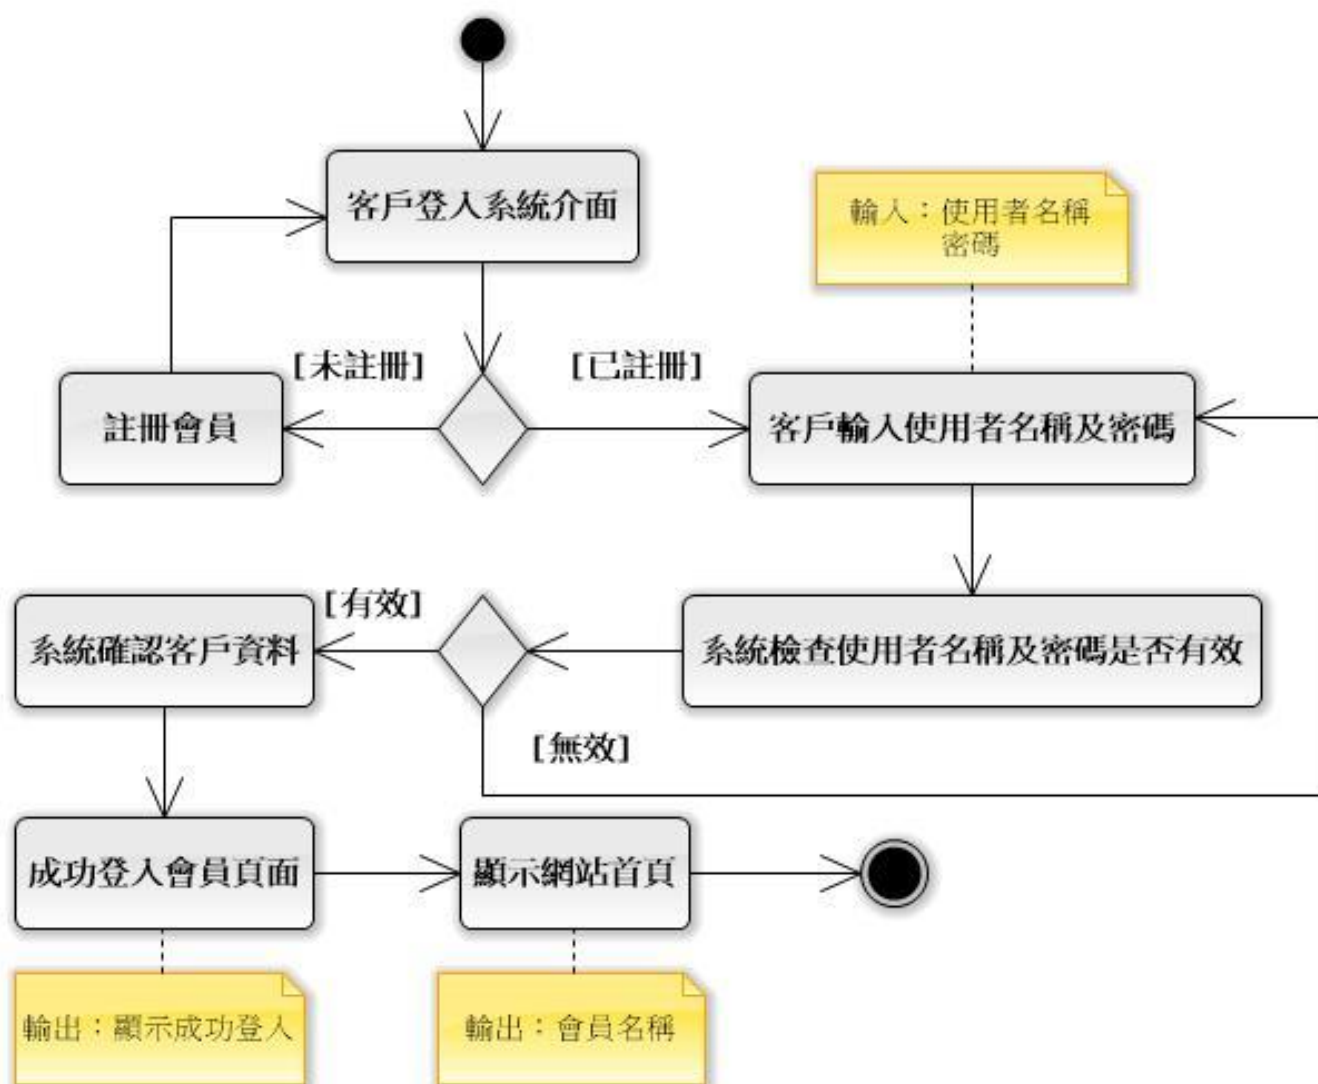 客戶登入系統介面
輸入：使用者名稱
密碼
[未註冊]
[已註冊]
註冊會員
客戶輸入使用者名稱及密碼
[有效]
系統確認客戶資料
系統檢查使用者名稱及密碼是否有效
[無效]
成功登入會員頁面
顯示網站首頁
輸出：顯示成功登入
輸出：會員名稱